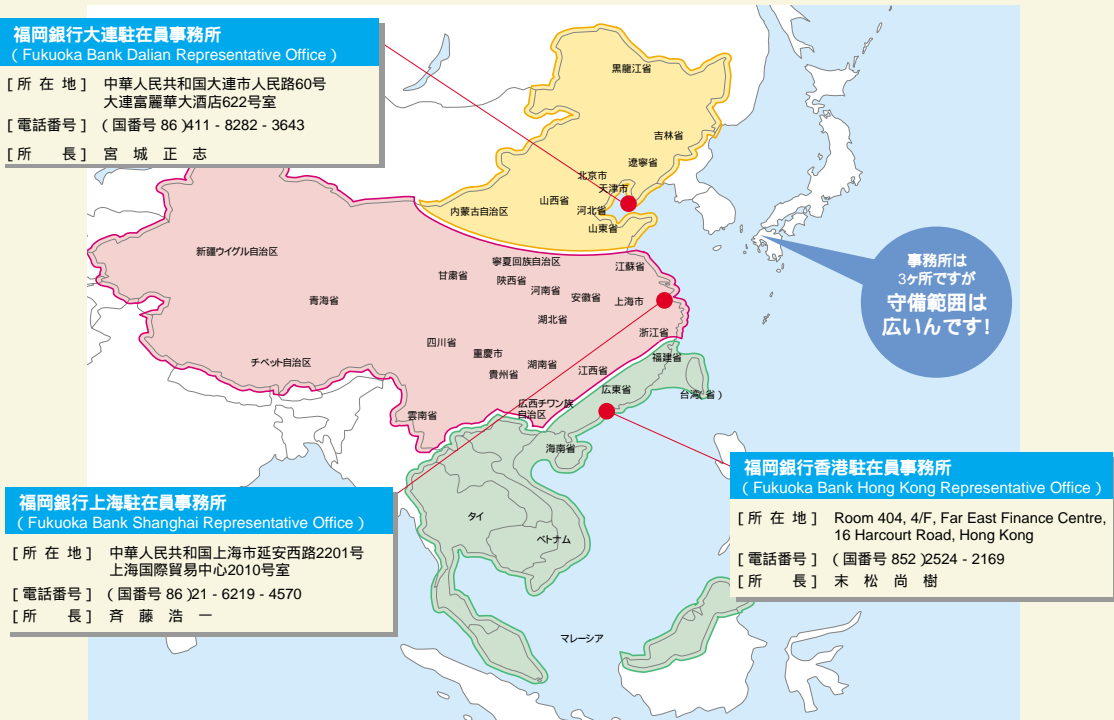 福岡銀行大連駐在員事務所
（Fukuoka Bank Dalian Representative Office）
［所 在 地］ 中華人民共和国大連市人民路60号
大連富麗華大酒店622号室
［電話番号］ （国番号 86）411 - 8282 - 3643
［所　　長］ 宮 城 正 志
黒龍江省
吉林省
遼寧省
北京市
天津市
山西省
河北省
内蒙古自治区
山東省
新疆ウイグル自治区
寧夏回族自治区
江蘇省
甘粛省
陝西省
河南省
安徽省
上海市
青海省
湖北省
浙江省
四川省
重慶市
福建省
チベット自治区
湖南省
江西省
貴州省
広東省
台湾（省）
広西チワン族
自治区
雲南省
海南省
タイ
ベトナム
マレーシア
事務所は
3ヶ所ですが
守備範囲は
広いんです!
福岡銀行上海駐在員事務所
（Fukuoka Bank Shanghai Representative Office）
［所 在 地］ 中華人民共和国上海市延安西路2201号
上海国際貿易中心2010号室
［電話番号］ （国番号 86）21 - 6219 - 4570
［所　　長］ 斉 藤 浩 一
福岡銀行香港駐在員事務所
（Fukuoka Bank Hong Kong Representative Office）
［所 在 地］ Room 404, 4/F, Far East Finance Centre,
16 Harcourt Road, Hong Kong
［電話番号］ （国番号 852）2524 - 2169
［所　　長］ 末 松 尚 樹